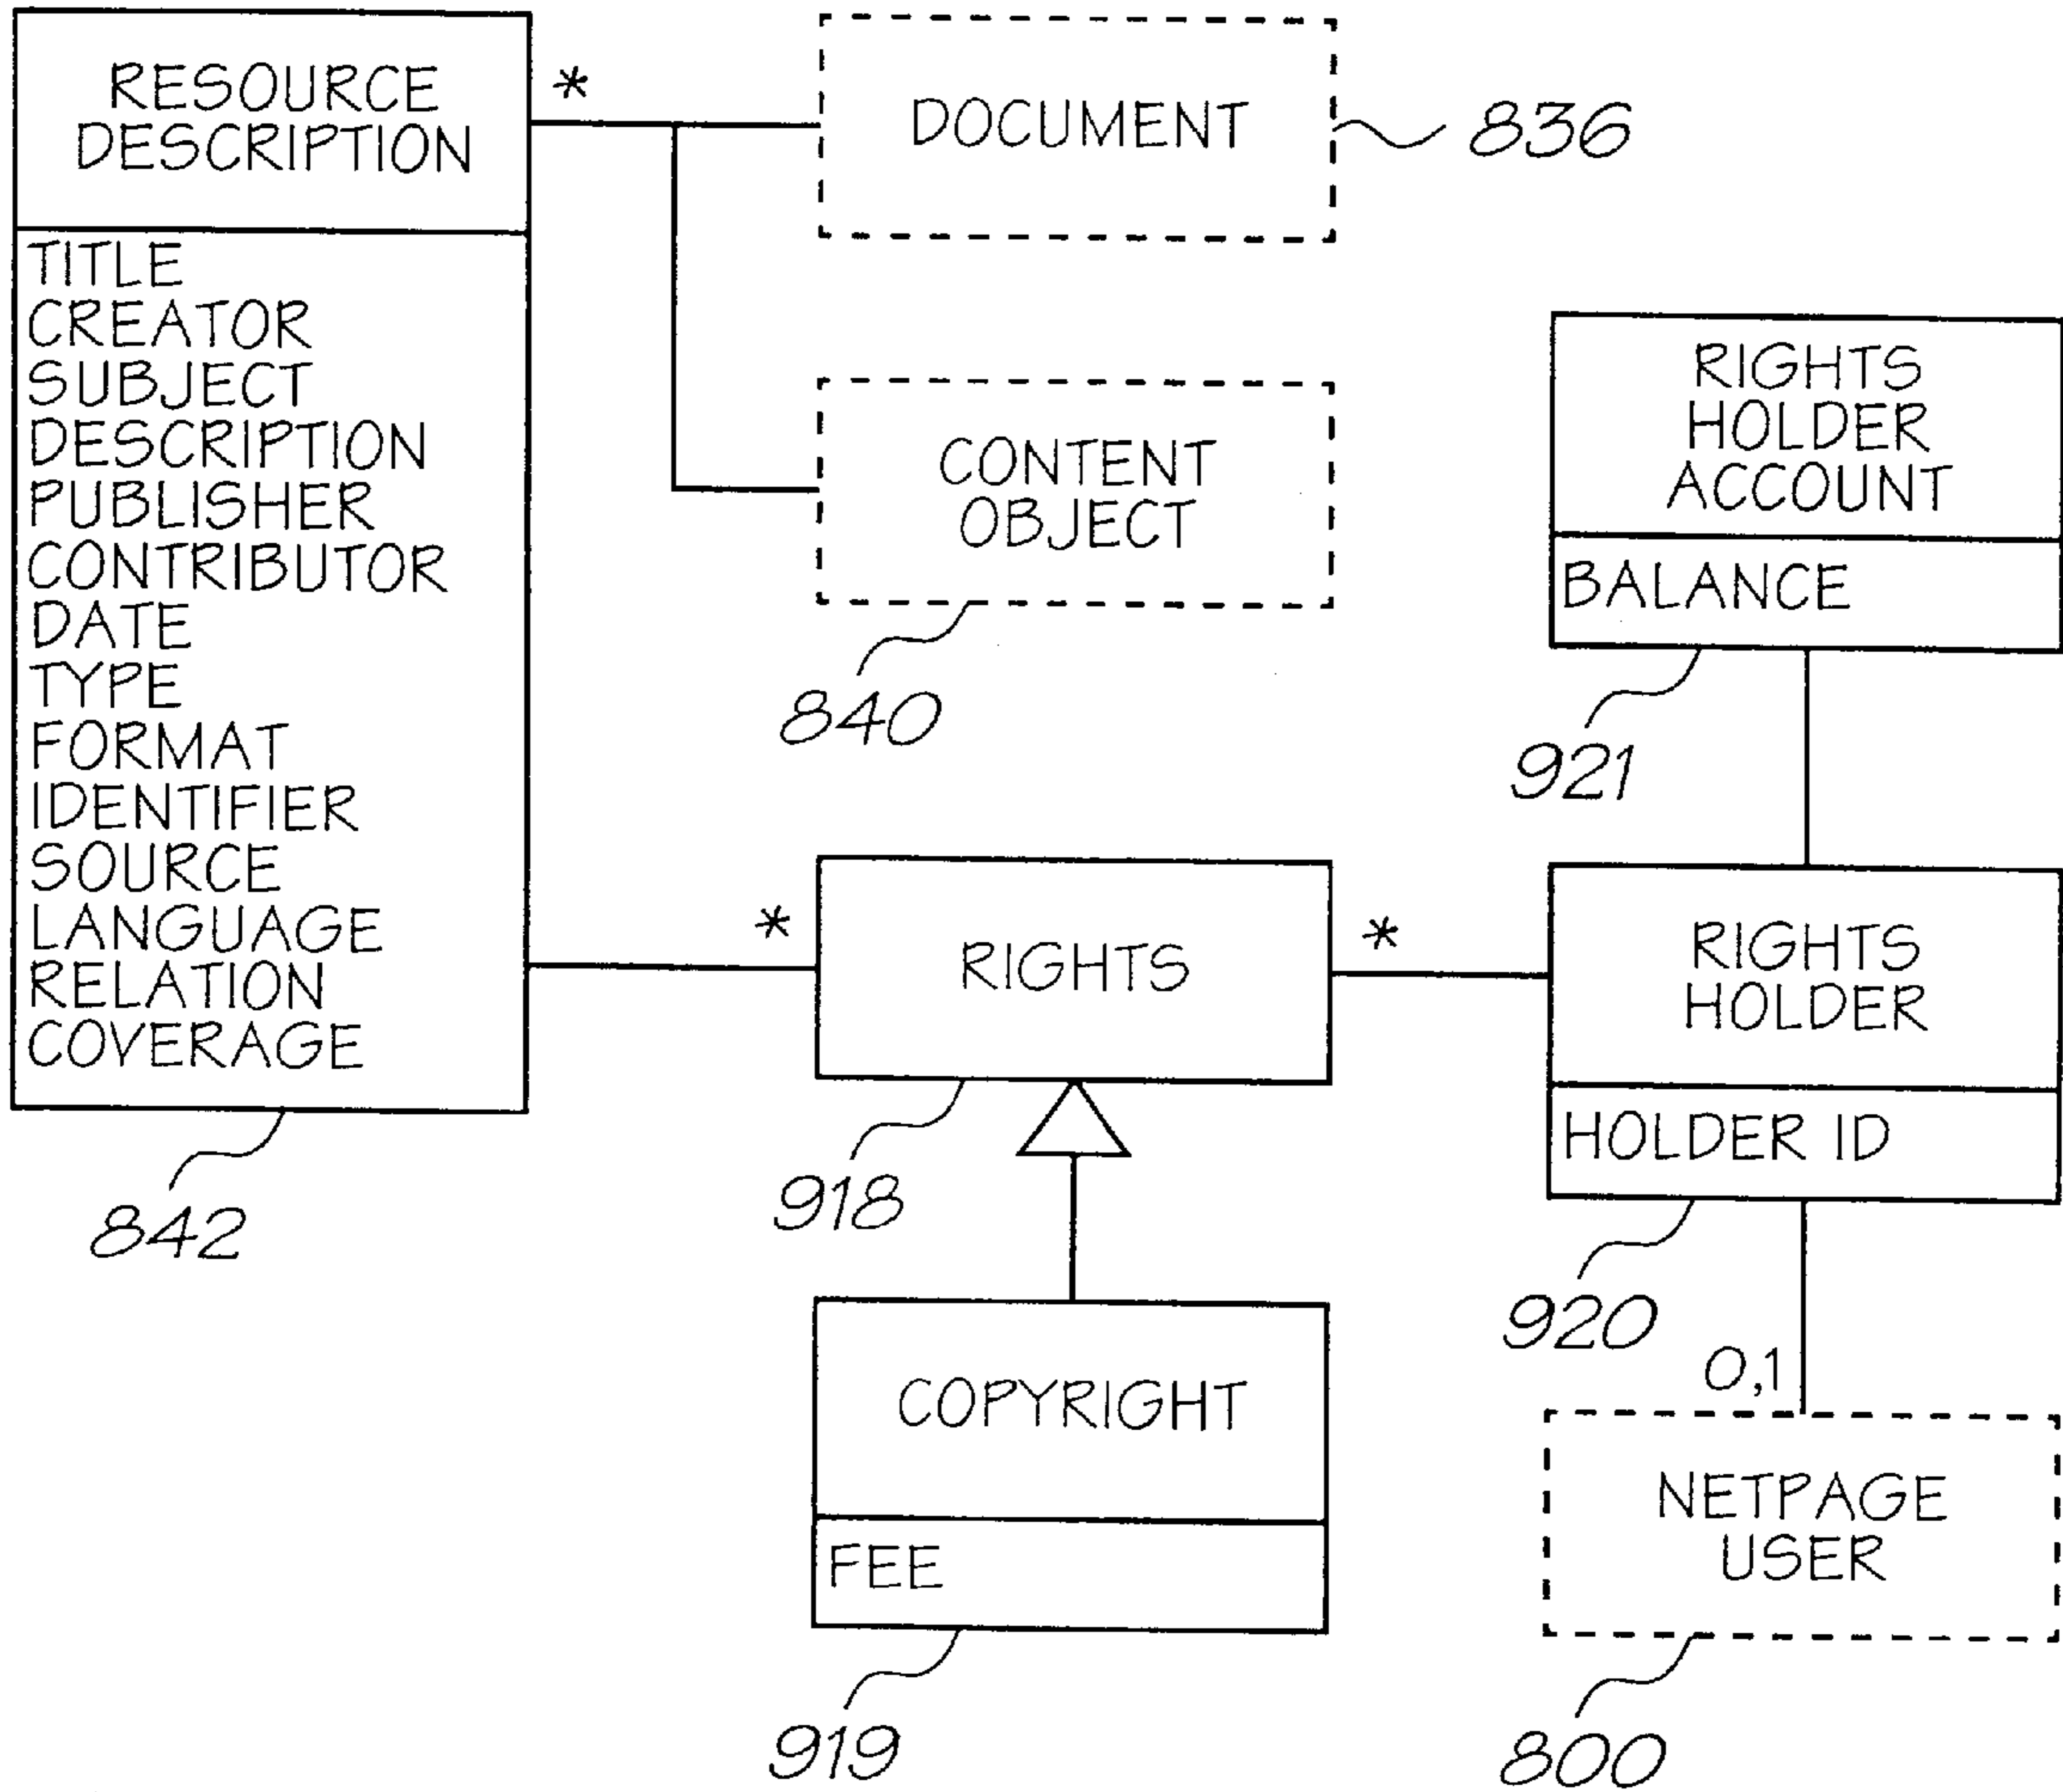 RESOURCE
DESCRIPTION
TITLE
CREATOR
SUBJECT
DESCRIPTION
PUBLISHER
CONTRIBUTOR
DATE
TYPE
FORMAT
IDENTIFIER
SOURCE
LANGUAGE
RELATION
COVERAGE
842
*
DOCUMENT
836
CONTENT
OBJECT
840
RIGHTS
HOLDER
ACCOUNT
BALANCE
921
*
RIGHTS
918
*
RIGHTS
HOLDER
HOLDER ID
920
0,1
COPYRIGHT
FEE
919
NETPAGE
USER
800